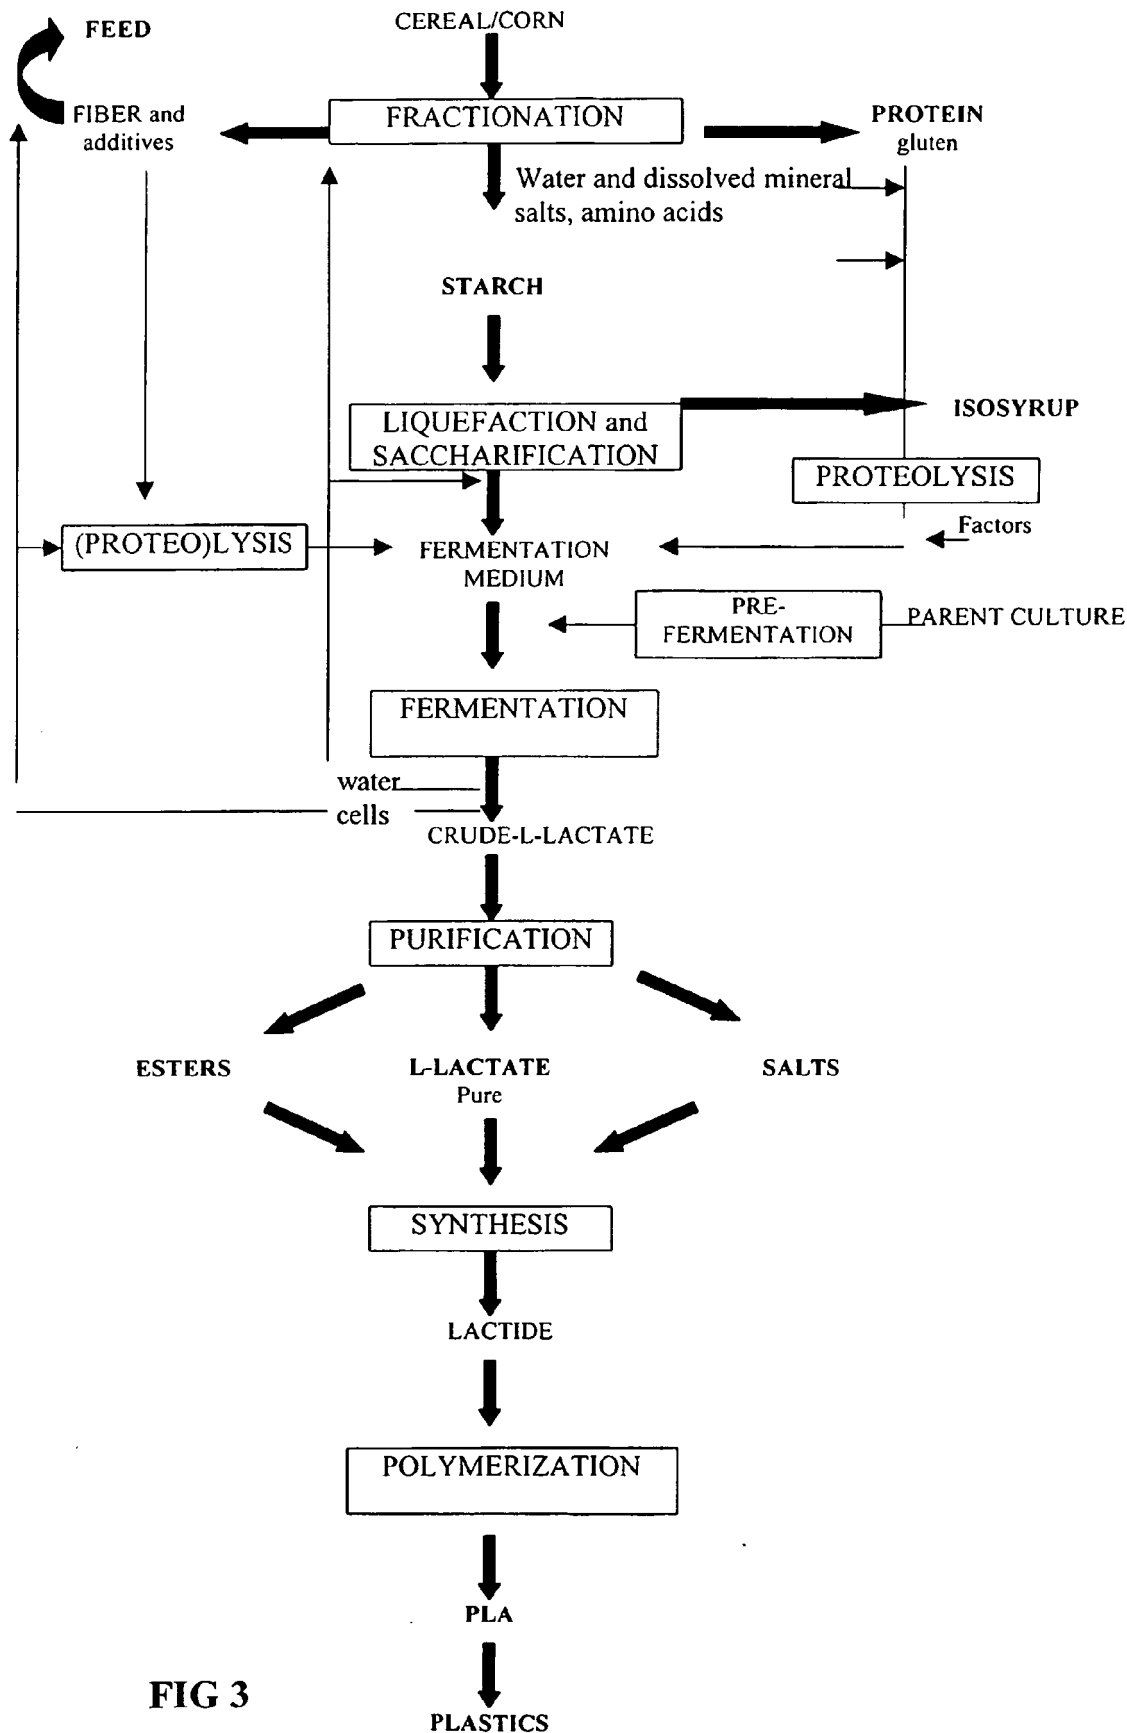 FEED
CEREAL/CORN
FIBER and
additives
FRACTIONATION
PROTEIN
gluten
Water and dissolved mineral
salts, amino acids
STARCH
LIQUEFACTION and
SACCHARIFICATION
ISOSYRUP
PROTEOLYSIS
Factors
(PROTEO)LYSIS
FERMENTATION
MEDIUM
PRE-
FERMENTATION
PARENT CULTURE
FERMENTATION
water
cells
CRUDE-L-LACTATE
PURIFICATION
ESTERS
L-LACTATE
Pure
SALTS
SYNTHESIS
LACTIDE
POLYMERIZATION
PLA
FIG 3
PLASTICS